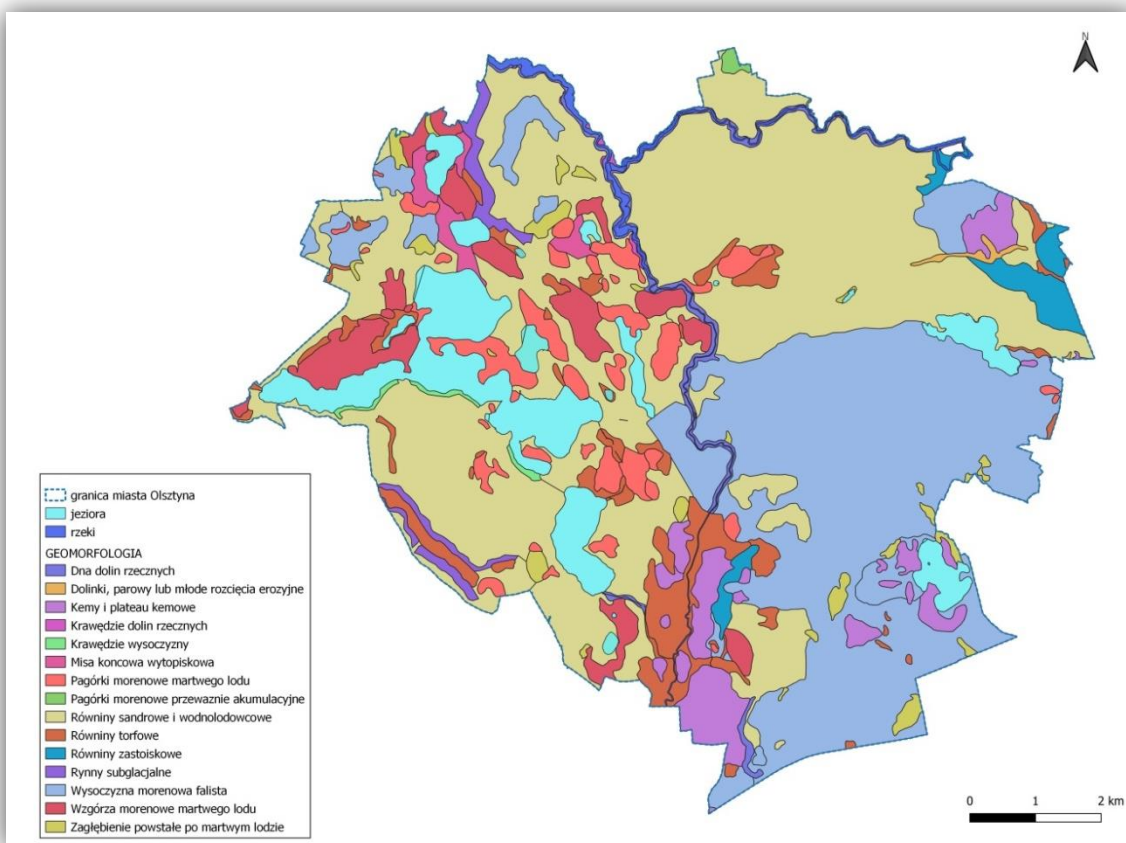 N
granica miasta Olsztyna
jeziora
rzeki
GEOMORFOLOGIA
Dna dolin rzecznych
Dolinki, parowy lub młode rozcięcia erozyjne
Kemy i plateau kemowe
Krawędzie dolin rzecznych
Krawędzie wysoczyzny
Misa koncowa wytopiskowa
Pagórki morenowe martwego lodu
Pagórki morenowe przewaznie akumulacyjne
Równiny sandrowe i wodnolodowcowe
Równiny torfowe
Równiny zastoiskowe
Rynny subglacjalne
Wysoczyzna morenowa falista
Wzgórza morenowe martwego lodu
Zagłębienie powstałe po martwym lodzie
0 1 2 km